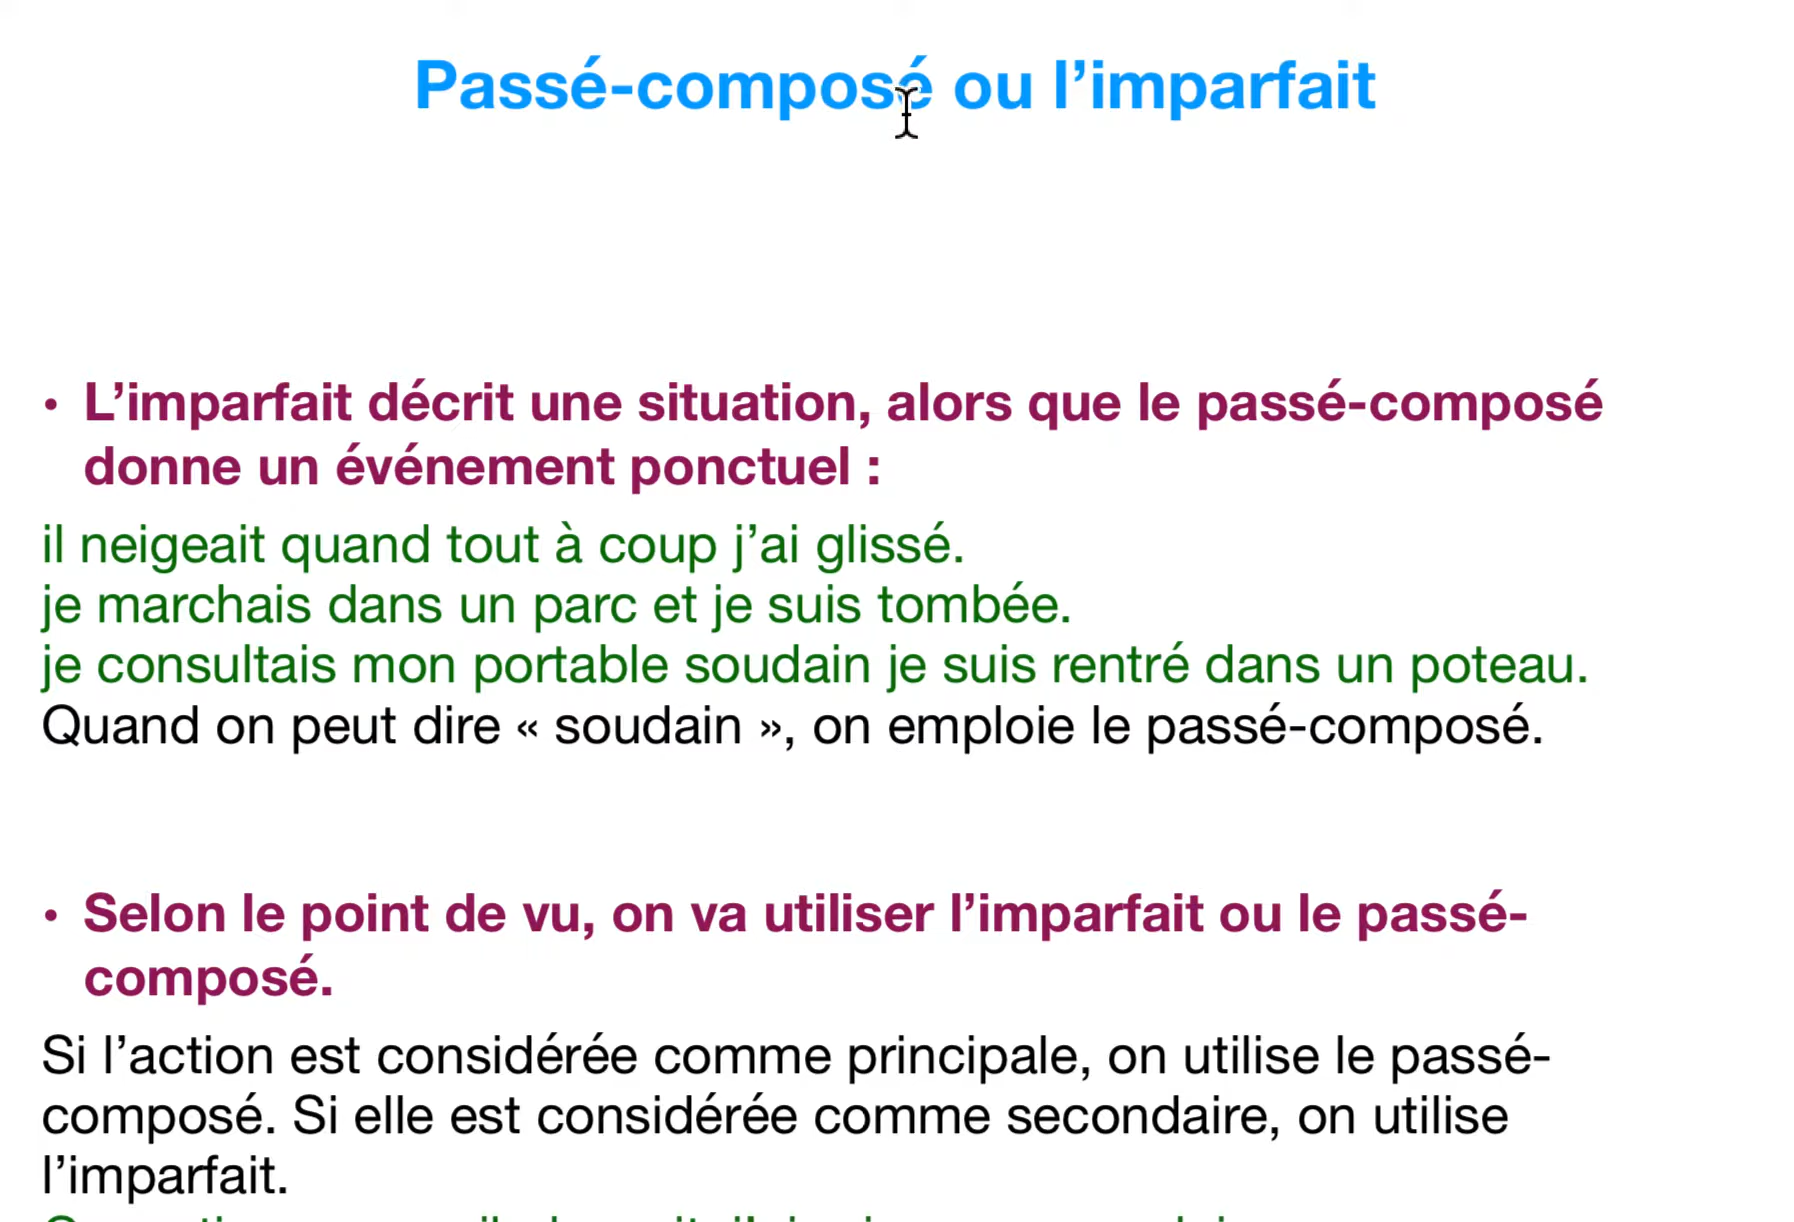 Passé-composé ou l’imparfait
• L’imparfait décrit une situation, alors que le passé-composé
donne un événement ponctuel :
il neigeait quand tout à coup j’ai glissé.
je marchais dans un parc et je suis tombée.
je consultais mon portable soudain je suis rentré dans un poteau.
Quand on peut dire « soudain », on emploie le passé-composé.
• Selon le point de vu, on va utiliser l’imparfait ou le passé-
composé.
Si l’action est considérée comme principale, on utilise le passé-
composé. Si elle est considérée comme secondaire, on utilise
l’imparfait.